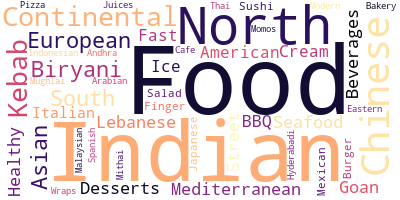 Pizza
Juices
Thai
Sushi
Modern
Bakery
Continental
North
European
Fast
Momos
Indonesian
Andhra
Cafe
American
Cream
Kebab
Biryani
Ice
Food
Beverages
Chinese
Mughlai
Arabian
South
Salad
Finger
Eastern
Italian
Lebanese
BBQ
Seafood
Healthy
Asian
Indian
Malaysian
Spanish
Mithai
Japanese
Street
Hyderabadi
Mexican
Burger
Goan
Wraps
Desserts
Mediterranean